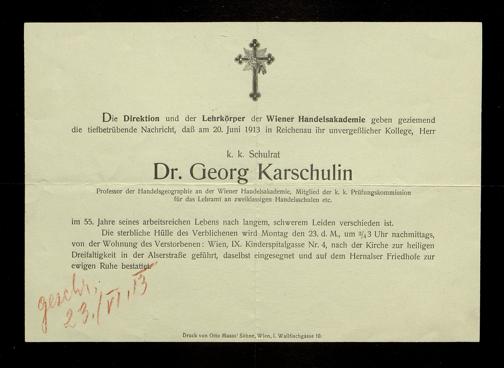 Die Direktion und der Lehrkörper der Wiener Handelsakademie geben geziemend
die tiefbetrübende Nachricht, daß am 20. Juni 1913 in Reichenau ihr unvergeßlicher Kollege, Herr
k. k. Schulrat
Dr. Georg Karschulin
Professor der Handelsgeographie an der Wiener Handelsakademie, Mitglied der k. k. Prüfungskommission
für das Lehramt an zweiklassigen Handelsschulen etc.
im 55. Jahre seines arbeitsreichen Lebens nach langem, schwerem Leiden verschieden ist.
Die sterbliche Hülle des Verblichenen wird Montag den 23. d. M., um ¾3 Uhr nachmittags,
von der Wohnung des Verstorbenen: Wien, IX. Kinderspitalgasse Nr. 4, nach der Kirche zur heiligen
Dreifaltigkeit in der Alserstraße geführt, daselbst eingesegnet und auf dem Hernalser Friedhofe zur
ewigen Ruhe bestattet.
geschr.
23./VI. 13
Druck von Otto Maass' Söhne, Wien, I. Wallfischgasse 10.